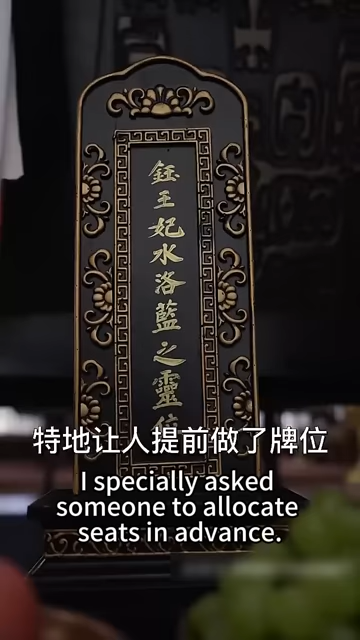 鈺王妃水洛藍之靈位
特地让人提前做了牌位
I specially asked
someone to allocate
seats in advance.